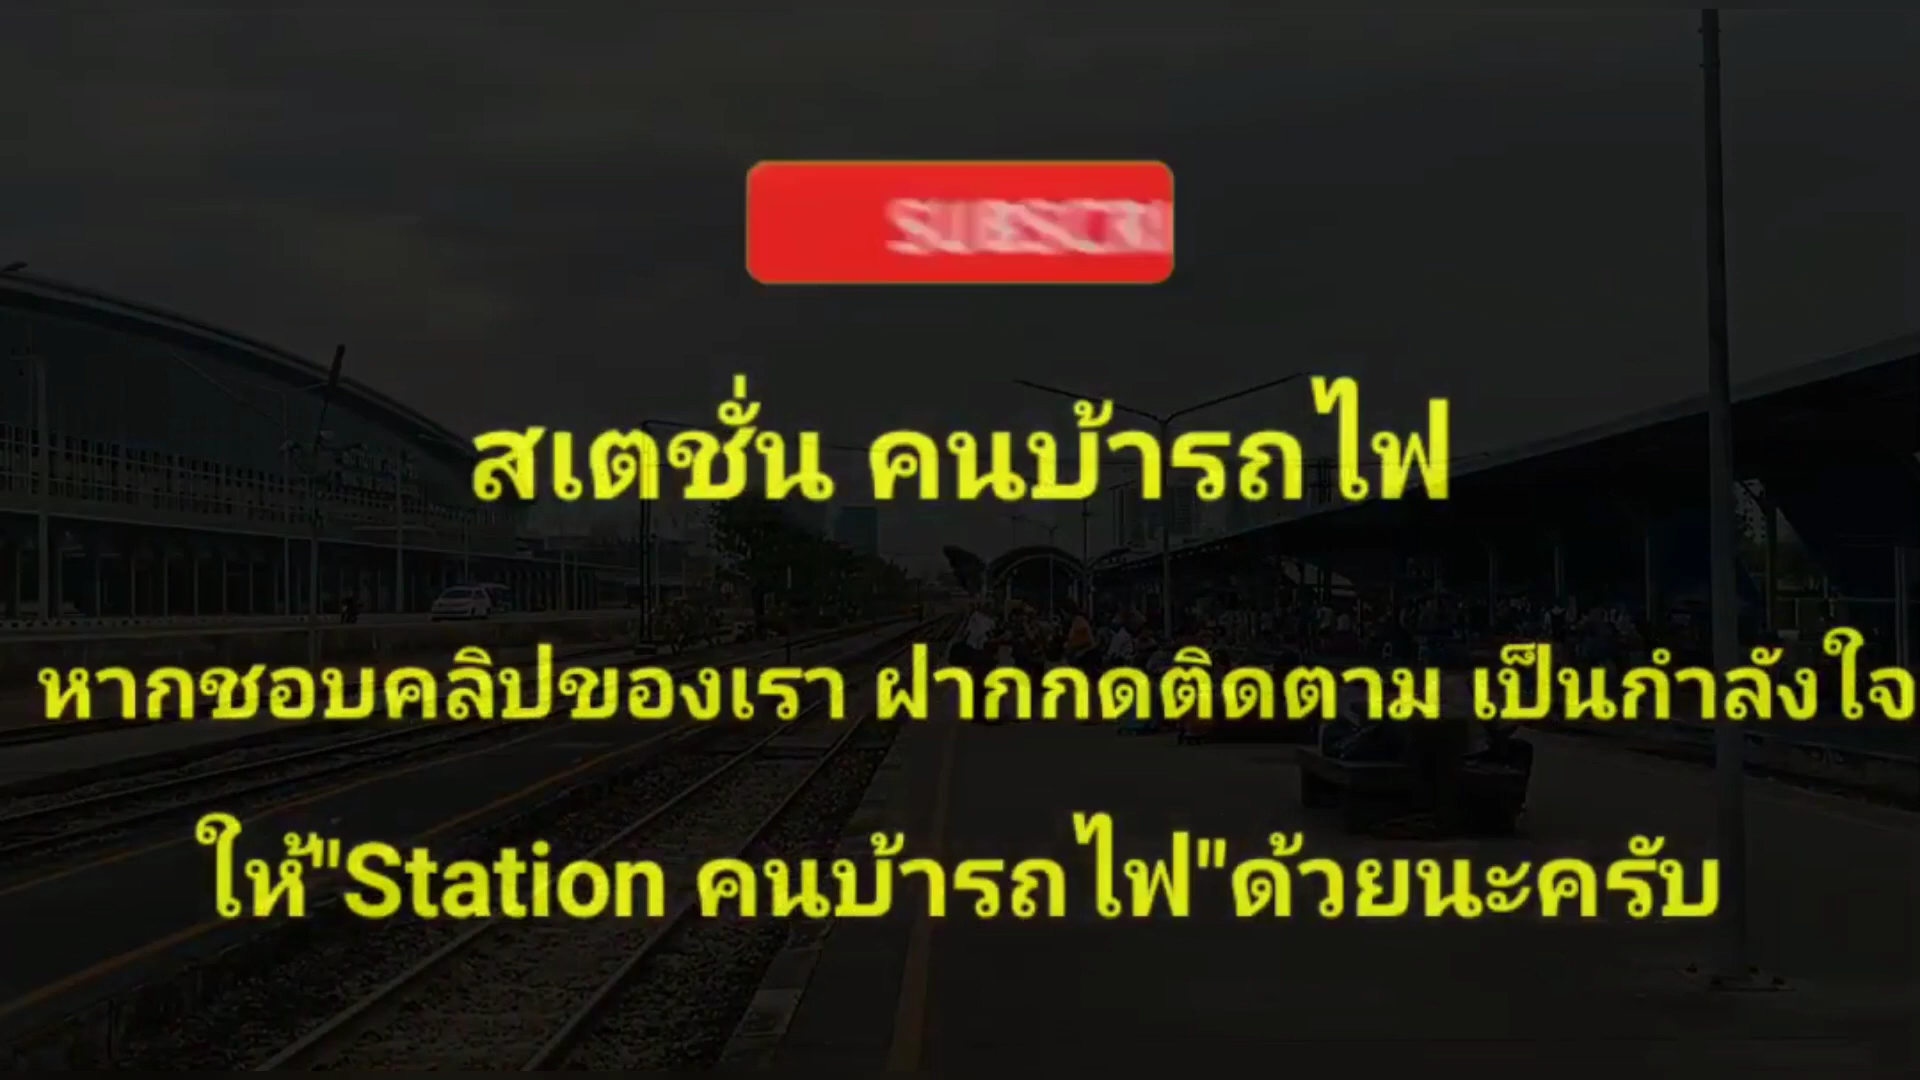 สเตชั่น คนบ้ารถไฟ
หากชอบคลิปของเรา ฝากกดติดตาม เป็นกำลังใจ
ให้"Station คนบ้ารถไฟ"ด้วยนะครับ